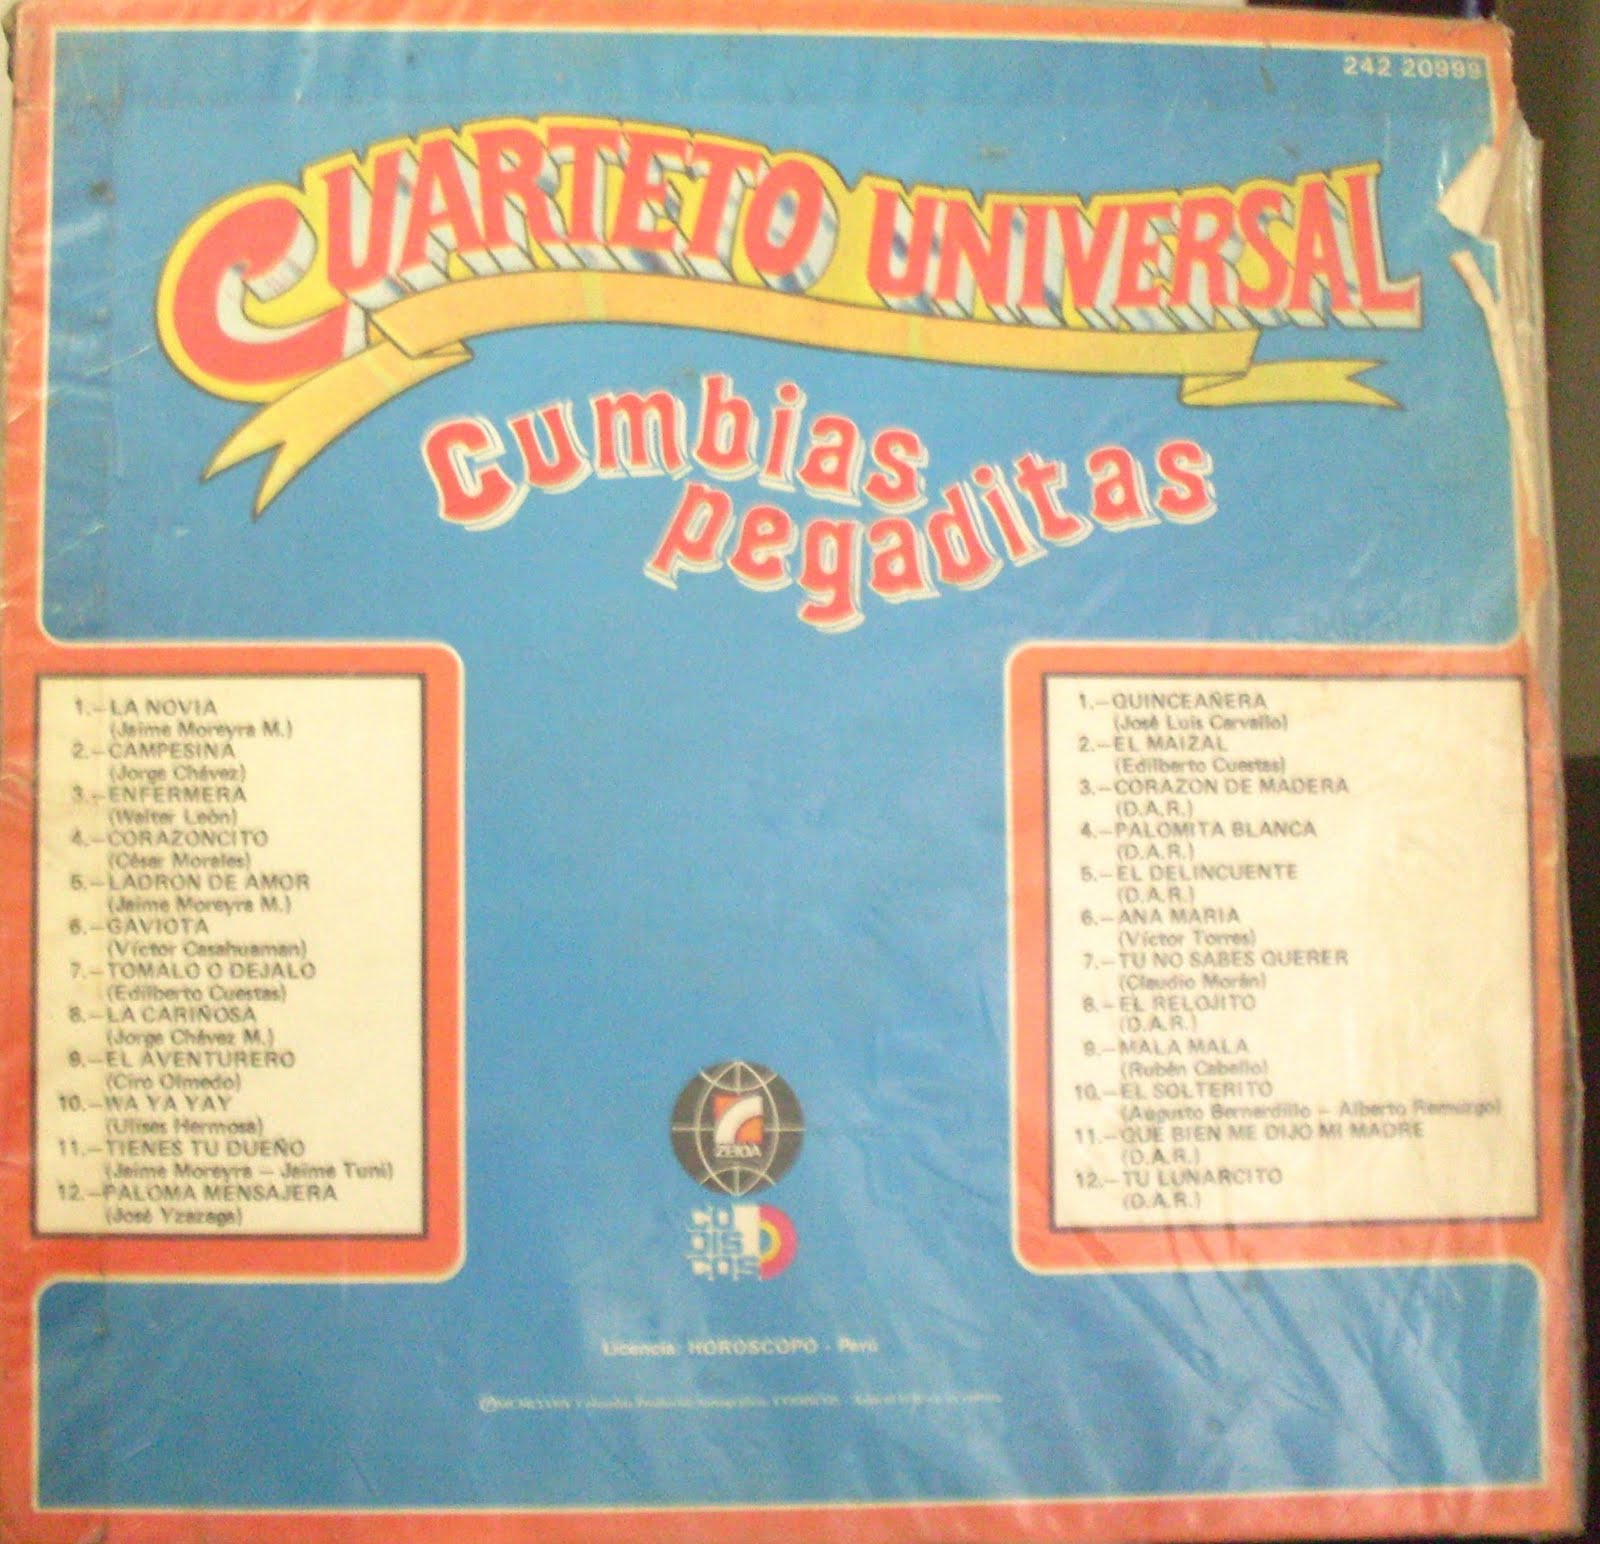 242 20999
CUARTETO UNIVERSAL
Cumbias
pegaditas
1.- LA NOVIA
(Jaime Moreyra M.)
2.- CAMPESINA
(Jorge Chávez)
3.- ENFERMERA
(Walter León)
4.- CORAZONCITO
(César Morales)
5.- LADRON DE AMOR
(Jaime Moreyra M.)
6.- GAVIOTA
(Víctor Casahuaman)
7.- TOMALO O DEJALO
(Edilberto Cuestas)
8.- LA CARIÑOSA
(Jorge Chávez M.)
9.- EL AVENTURERO
(Ciro Olmedo)
10.- WA YA YAY
(Ulises Hermosa)
11.- TIENES TU DUEÑO
(Jaime Moreyra - Jaime Tuni)
12.- PALOMA MENSAJERA
(José Yzazaga)
1.- QUINCEAÑERA
(José Luis Carvallo)
2.- EL MAIZAL
(Edilberto Cuestas)
3.- CORAZON DE MADERA
(D.A.R.)
4.- PALOMITA BLANCA
(D.A.R.)
5.- EL DELINCUENTE
(D.A.R.)
6.- ANA MARIA
(Víctor Torres)
7.- TU NO SABES QUERER
(Claudio Morán)
8.- EL RELOJITO
(D.A.R.)
9.- MALA MALA
(Rubén Cabello)
10.- EL SOLTERITO
(Augusto Bernardillo - Alberto Remuzgo)
11.- QUE BIEN ME DIJO MI MADRE
(D.A.R.)
12.- TU LUNARCITO
(D.A.R.)
ZEIDA
CO
DIS
COS
Licencia: HOROSCOPO - Perú